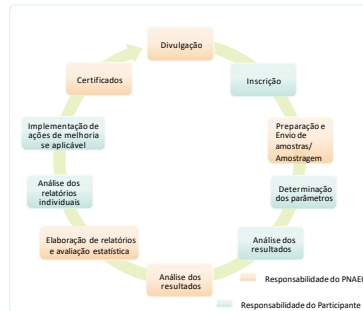 Divulgação
Inscrição
Preparação e
Envio de
amostras/
Amostragem
Determinação
dos parâmetros
Análise dos
resultados
Análise dos
resultados
Elaboração de relatórios
e avaliação estatística
Análise dos
relatórios
individuais
Implementação de
ações de melhoria
se aplicável
Certificados
Responsabilidade do PNAEQ
Responsabilidade do Participante